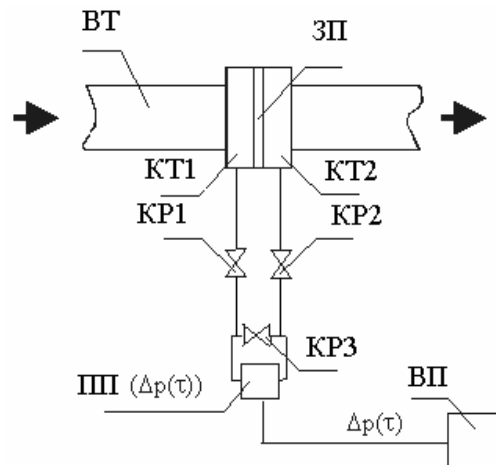 ВТ
ЗП
КТ1
КТ2
КР1
КР2
КР3
ПП (Δp(τ))
ВП
Δp(τ)